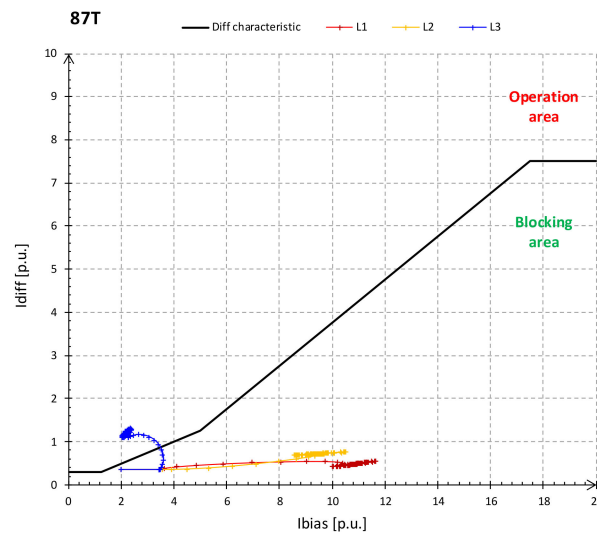 87T
Diff characteristic L1 L2 L3
10
9
8
7
6
5
4
3
2
1
0
Operation
area
Blocking
area
Idiff [p.u.]
0 2 4 6 8 10 12 14 16 18 20
Ibias [p.u.]